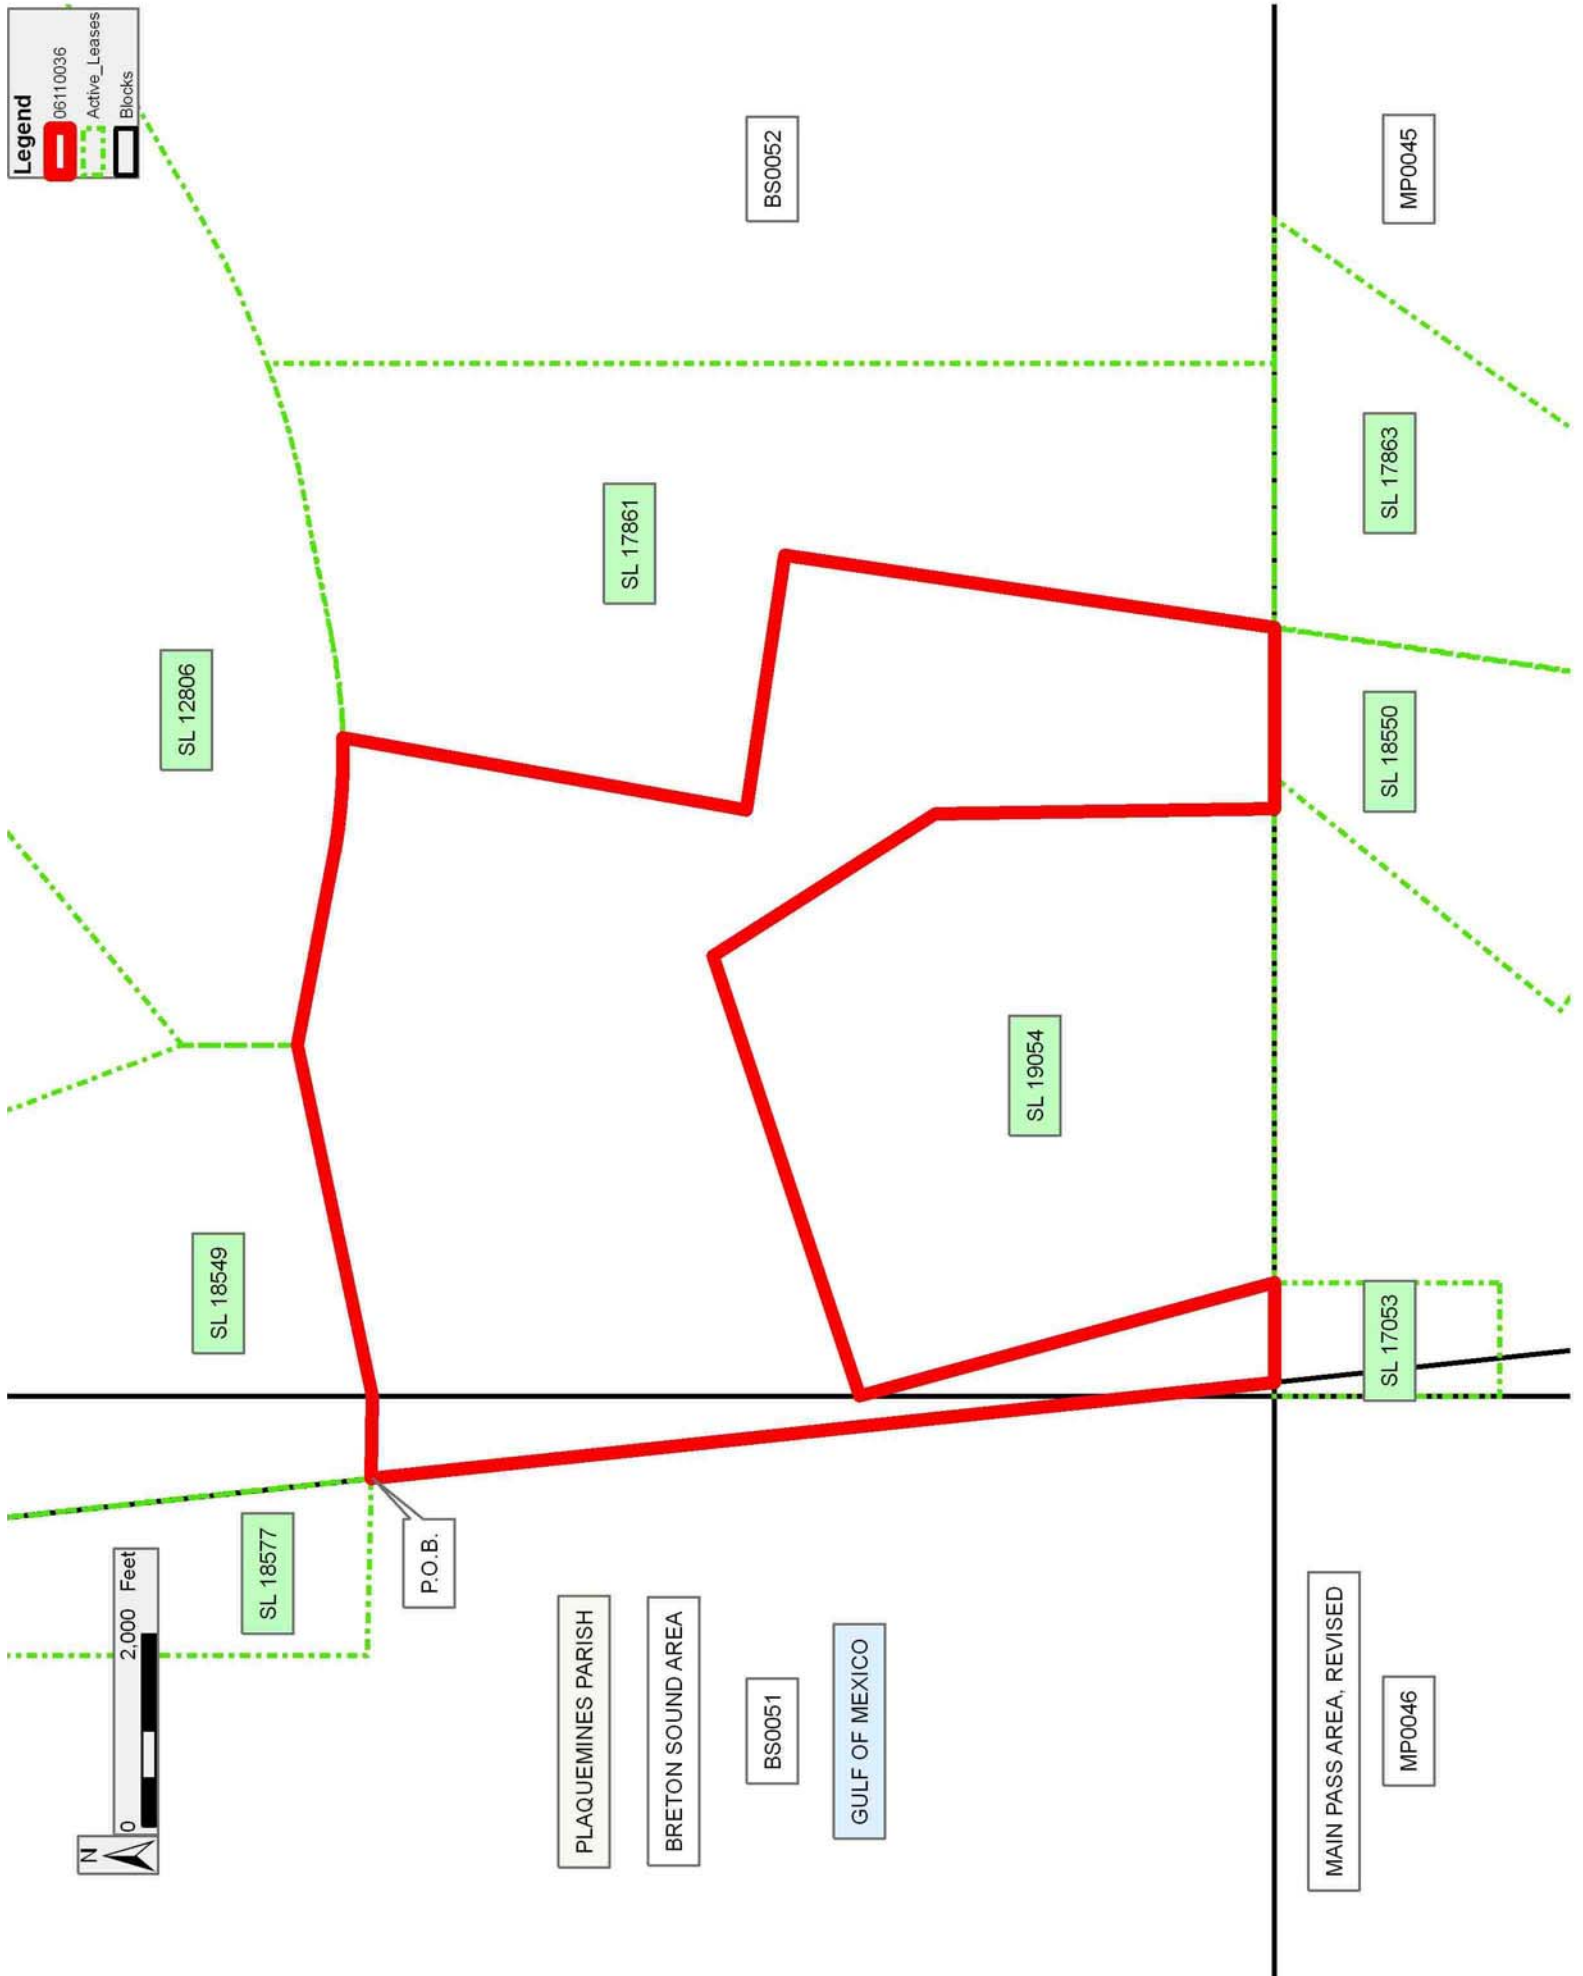 N
0 2,000 Feet
Legend
06110036
Active_Leases
Blocks
SL 18577
SL 18549
SL 12806
P.O.B.
PLAQUEMINES PARISH
SL 17861
BRETON SOUND AREA
BS0051
BS0052
GULF OF MEXICO
SL 19054
MAIN PASS AREA, REVISED
SL 17053
SL 18550
SL 17863
MP0046
MP0045